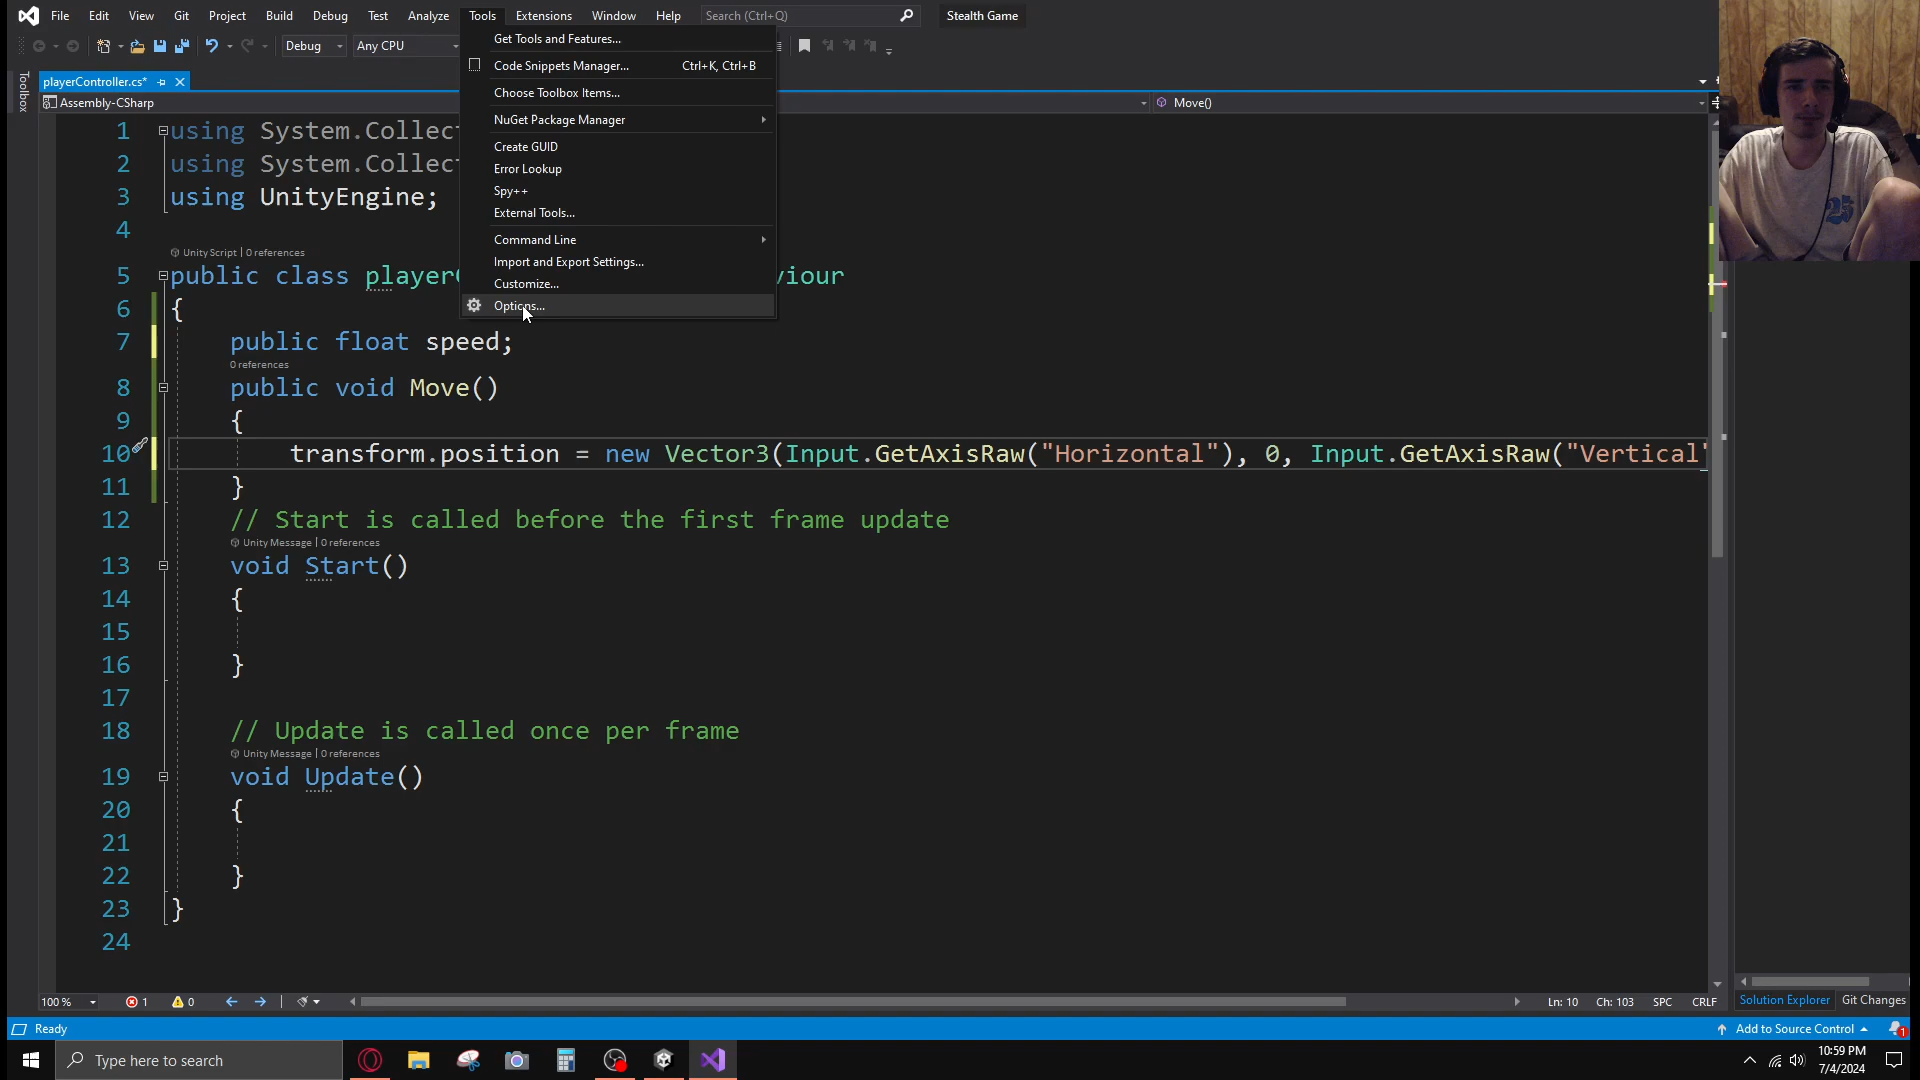 File Edit View Git Project Build Debug Test Analyze Tools Extensions Window Help Search (Ctrl+Q) Stealth Game
Debug Any CPU
Get Tools and Features...
Code Snippets Manager... Ctrl+K, Ctrl+B
Choose Toolbox Items...
NuGet Package Manager
Create GUID
Error Lookup
Spy++
External Tools...
Command Line
Import and Export Settings...
Customize...
Options...
Toolbox
playerController.cs*
Assembly-CSharp Move()
1 using System.Collect
2 using System.Collect
3 using UnityEngine;
4
Unity Script | 0 references
5 public class player viour
6 {
7 public float speed;
0 references
8 public void Move()
9 {
10 transform.position = new Vector3(Input.GetAxisRaw("Horizontal"), 0, Input.GetAxisRaw("Vertical"
11 }
12 // Start is called before the first frame update
Unity Message | 0 references
13 void Start()
14 {
15
16 }
17
18 // Update is called once per frame
Unity Message | 0 references
19 void Update()
20 {
21
22 }
23 }
24
100 % 1 0 Ln: 10 Ch: 103 SPC CRLF
Solution Explorer Git Changes
Ready Add to Source Control 1
Type here to search
10:59 PM
7/4/2024
25